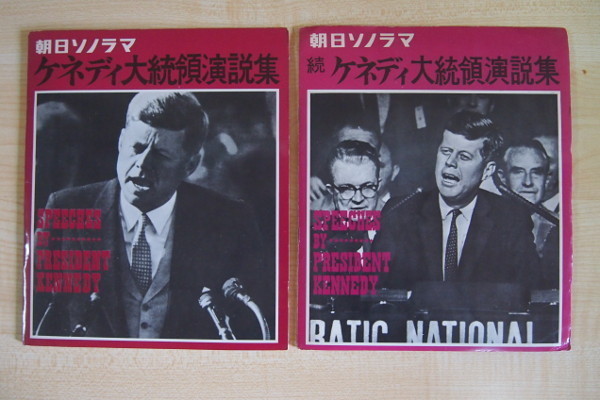 朝日ソノラマ
ケネディ大統領演説集
SPEECHES
BY
PRESIDENT
KENNEDY
朝日ソノラマ
続 ケネディ大統領演説集
SPEECHES
BY
PRESIDENT
KENNEDY
RATIC NATIONAL